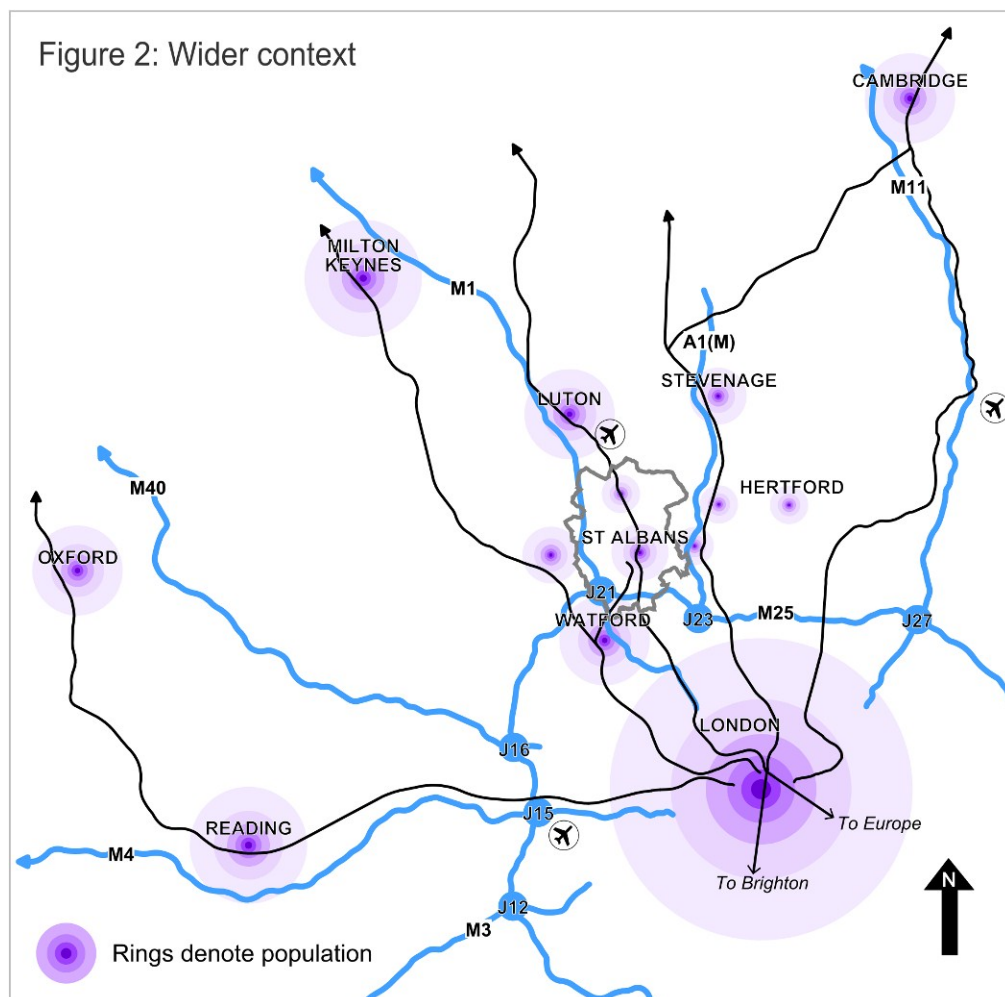 Figure 2: Wider context
CAMBRIDGE
M11
MILTON
KEYNES
M1
A1(M)
STEVENAGE
LUTON
M40
HERTFORD
ST ALBANS
OXFORD
J21
WATFORD
J23
M25
J27
LONDON
J16
J15
READING
To Europe
M4
To Brighton
N
J12
M3
Rings denote population